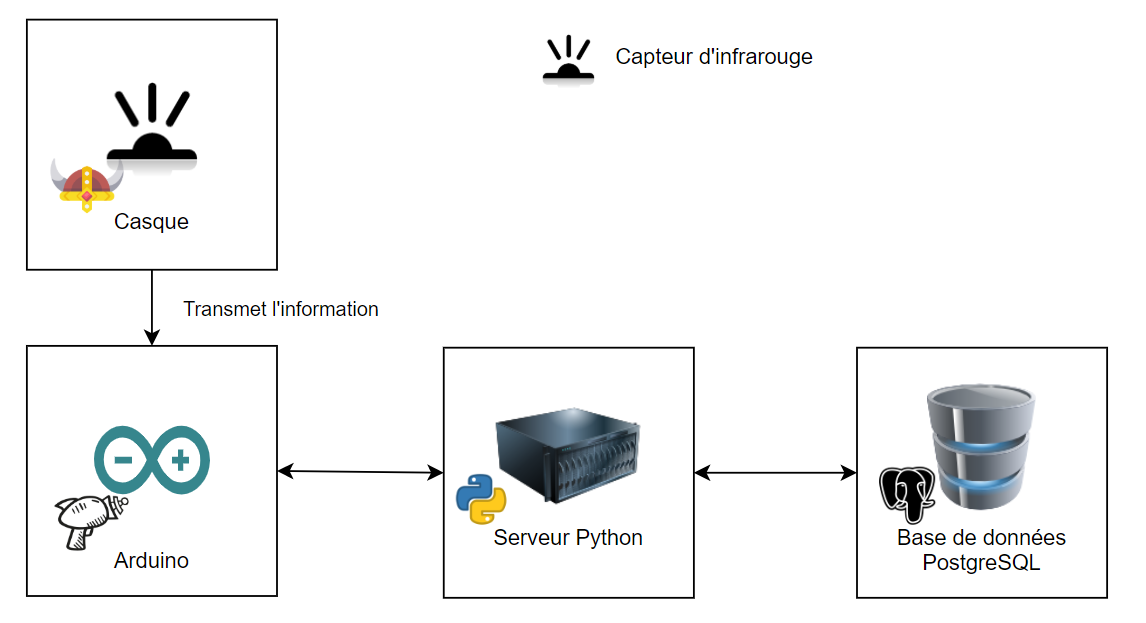 Capteur d'infrarouge
Casque
Transmet l'information
Arduino
Serveur Python
Base de données
PostgreSQL